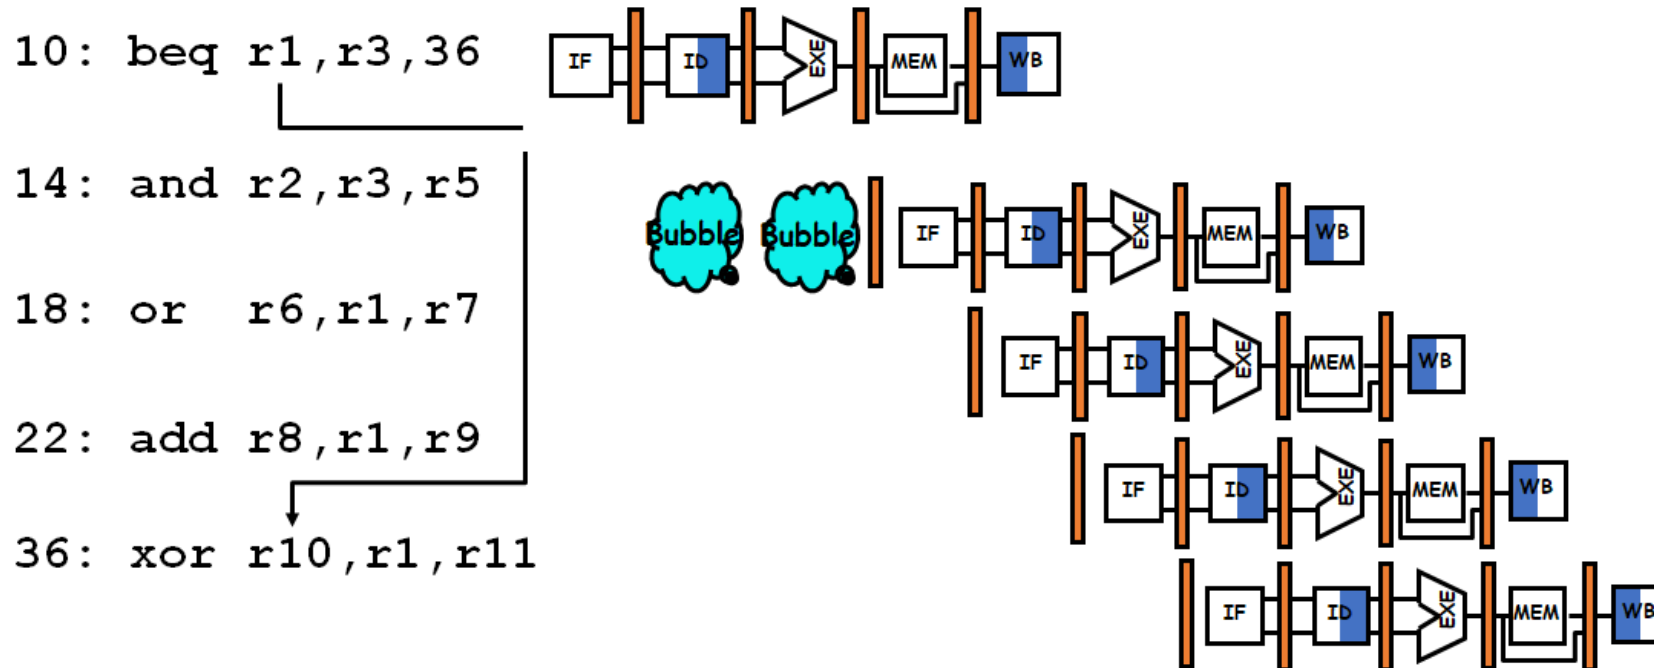 10: beq r1,r3,36
IF ID EXE MEM WB
14: and r2,r3,r5
Bubble Bubble IF ID EXE MEM WB
18: or r6,r1,r7
IF ID EXE MEM WB
22: add r8,r1,r9
IF ID EXE MEM WB
36: xor r10,r1,r11
IF ID EXE MEM WB